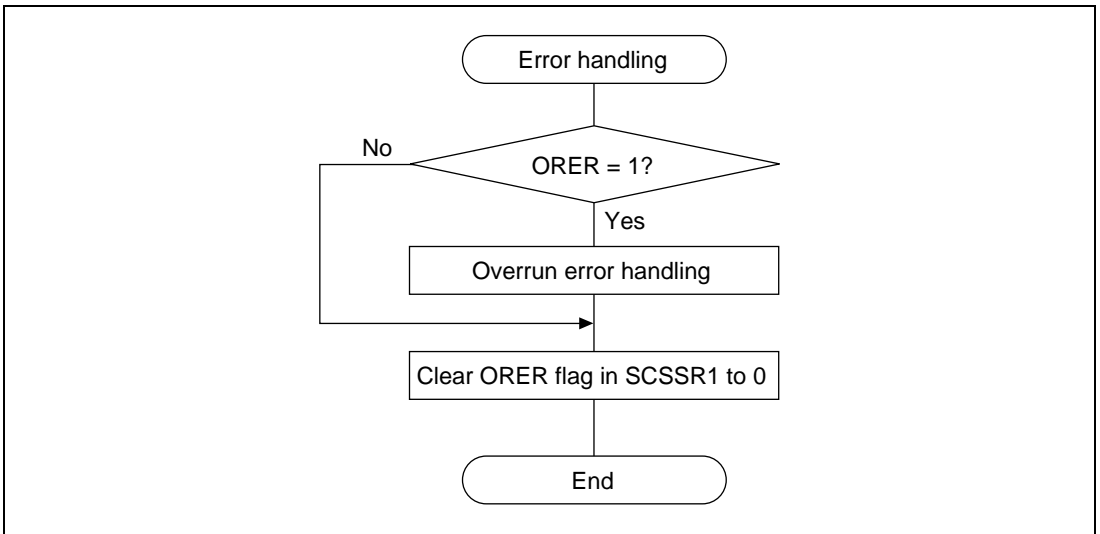 Error handling
No
ORER = 1?
Yes
Overrun error handling
Clear ORER flag in SCSSR1 to 0
End